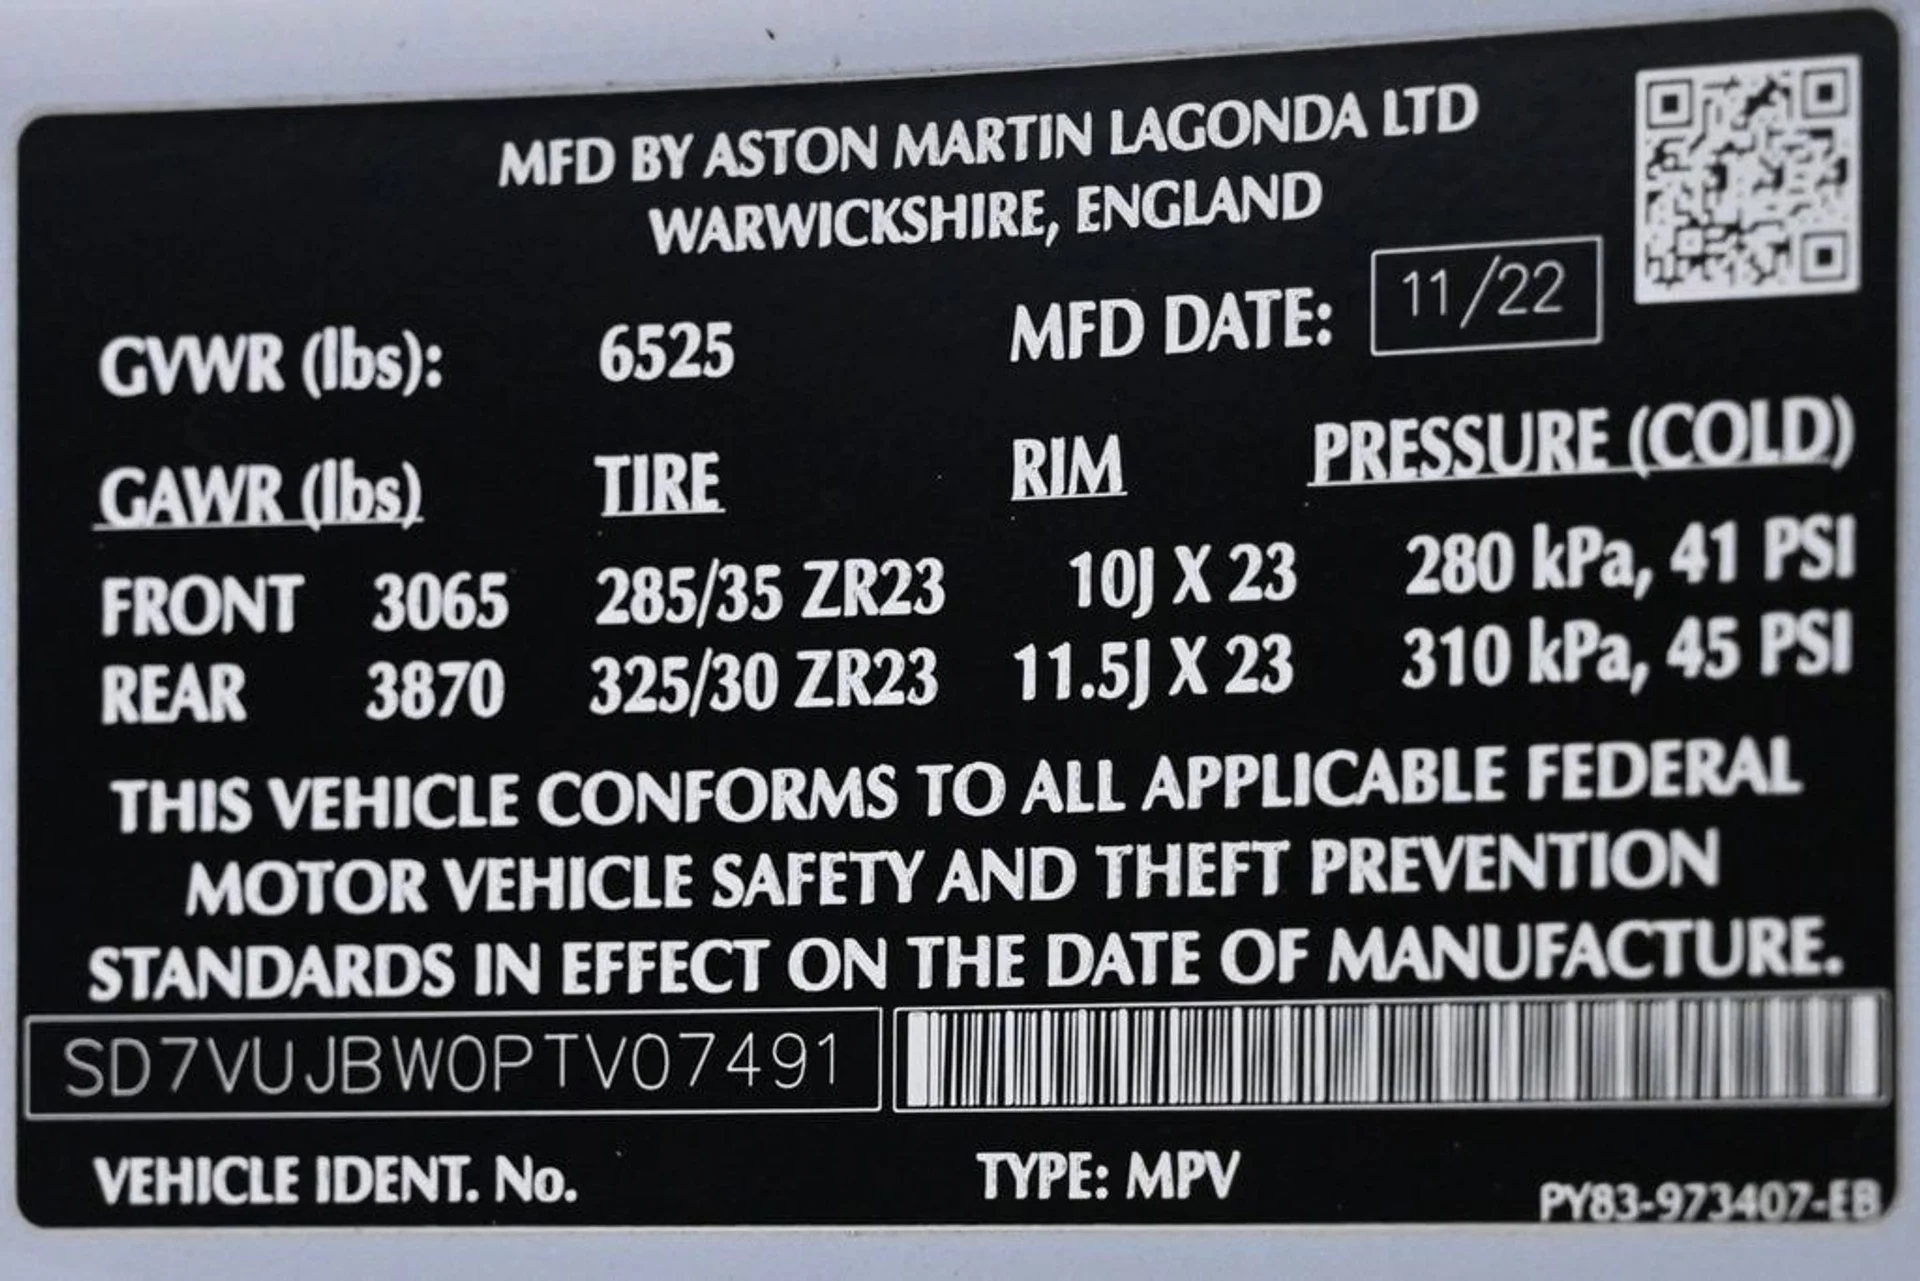 MFD BY ASTON MARTIN LAGONDA LTD
WARWICKSHIRE, ENGLAND
GVWR (lbs): 6525 MFD DATE: 11/22
GAWR (lbs) TIRE RIM PRESSURE (COLD)
FRONT 3065 285/35 ZR23 10J X 23 280 kPa, 41 PSI
REAR 3870 325/30 ZR23 11.5J X 23 310 kPa, 45 PSI
THIS VEHICLE CONFORMS TO ALL APPLICABLE FEDERAL
MOTOR VEHICLE SAFETY AND THEFT PREVENTION
STANDARDS IN EFFECT ON THE DATE OF MANUFACTURE.
SD7VUJBW0PTV07491
VEHICLE IDENT. No. TYPE: MPV PY83-973407-EB